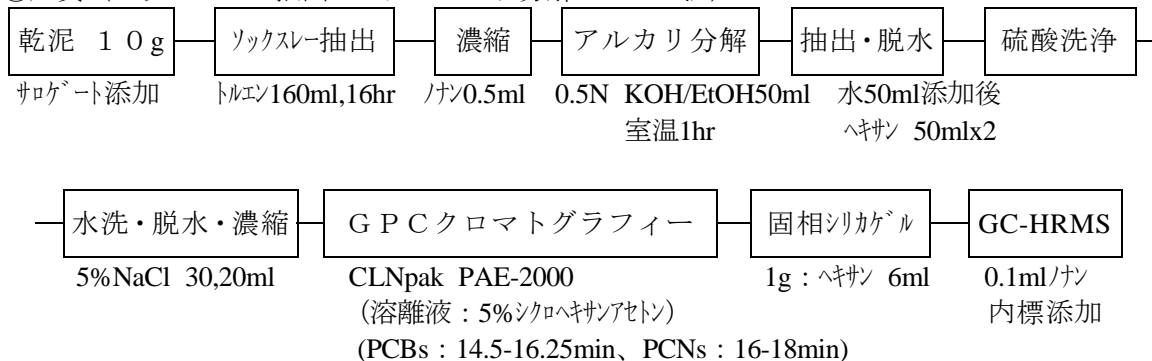 乾泥 １０g ソックスレー抽出 濃縮 アルカリ分解 抽出・脱水 硫酸洗浄
サロゲート添加 トルエン160ml,16hr ノナン0.5ml 0.5N KOH/EtOH50ml 水50ml添加後
室温1hr ヘキサン 50mlx2
水洗・脱水・濃縮 ＧＰＣクロマトグラフィー 固相シリカゲル GC-HRMS
5%NaCl 30,20ml CLNpak PAE-2000 1g：ヘキサン 6ml 0.1mlノナン
（溶離液：5%シクロヘキサンアセトン） 内標添加
(PCBs：14.5-16.25min、PCNs：16-18min)